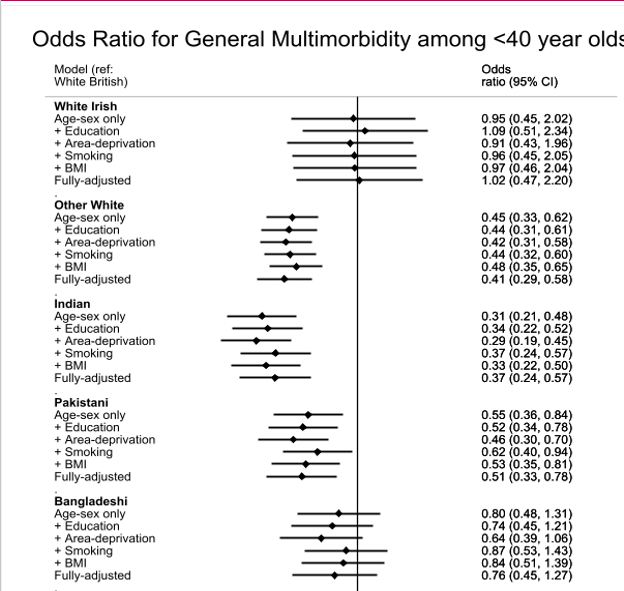 Odds Ratio for General Multimorbidity among <40 year olds
Model (ref: Odds
White British) ratio (95% CI)
White Irish
Age-sex only 0.95 (0.45, 2.02)
+ Education 1.09 (0.51, 2.34)
+ Area-deprivation 0.91 (0.43, 1.96)
+ Smoking 0.96 (0.45, 2.05)
+ BMI 0.97 (0.46, 2.04)
Fully-adjusted 1.02 (0.47, 2.20)
.
Other White
Age-sex only 0.45 (0.33, 0.62)
+ Education 0.44 (0.31, 0.61)
+ Area-deprivation 0.42 (0.31, 0.58)
+ Smoking 0.44 (0.32, 0.60)
+ BMI 0.48 (0.35, 0.65)
Fully-adjusted 0.41 (0.29, 0.58)
.
Indian
Age-sex only 0.31 (0.21, 0.48)
+ Education 0.34 (0.22, 0.52)
+ Area-deprivation 0.29 (0.19, 0.45)
+ Smoking 0.37 (0.24, 0.57)
+ BMI 0.33 (0.22, 0.50)
Fully-adjusted 0.37 (0.24, 0.57)
.
Pakistani
Age-sex only 0.55 (0.36, 0.84)
+ Education 0.52 (0.34, 0.78)
+ Area-deprivation 0.46 (0.30, 0.70)
+ Smoking 0.62 (0.40, 0.94)
+ BMI 0.53 (0.35, 0.81)
Fully-adjusted 0.51 (0.33, 0.78)
.
Bangladeshi
Age-sex only 0.80 (0.48, 1.31)
+ Education 0.74 (0.45, 1.21)
+ Area-deprivation 0.64 (0.39, 1.06)
+ Smoking 0.87 (0.53, 1.43)
+ BMI 0.84 (0.51, 1.39)
Fully-adjusted 0.76 (0.45, 1.27)
.